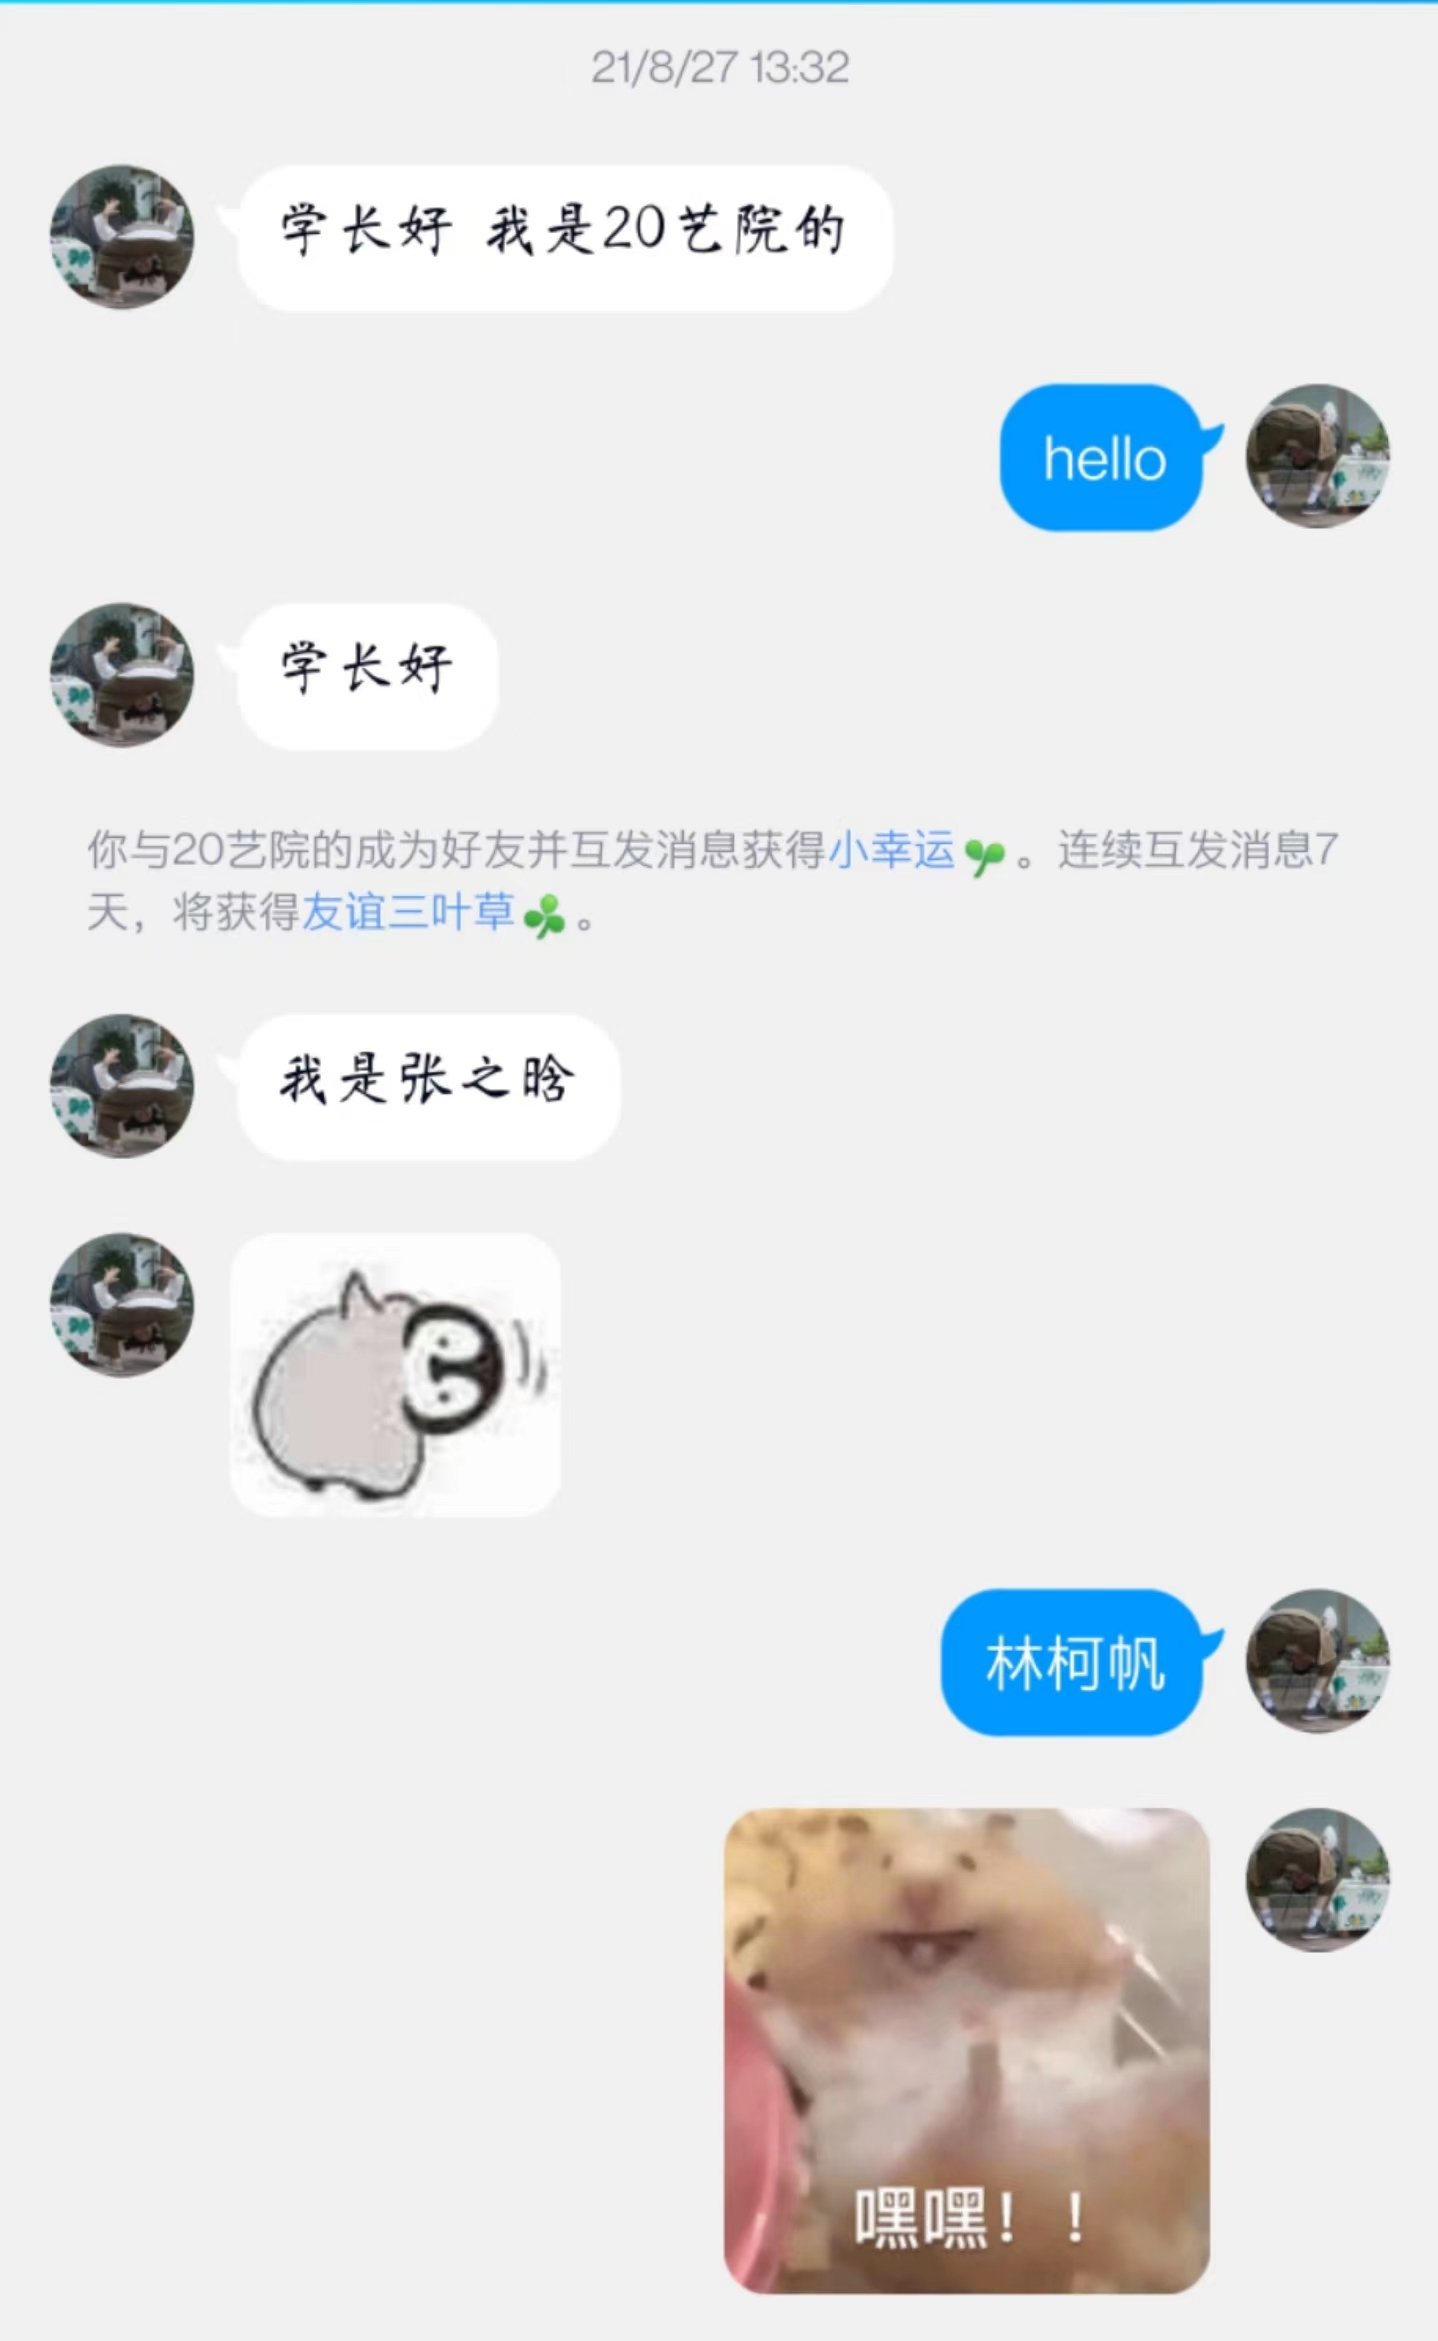 21/8/27 13:32
学长好 我是20艺院的
hello
学长好
你与20艺院的成为好友并互发消息获得小幸运。连续互发消息7
天，将获得友谊三叶草。
我是张之晗
林柯帆
嘿嘿！！